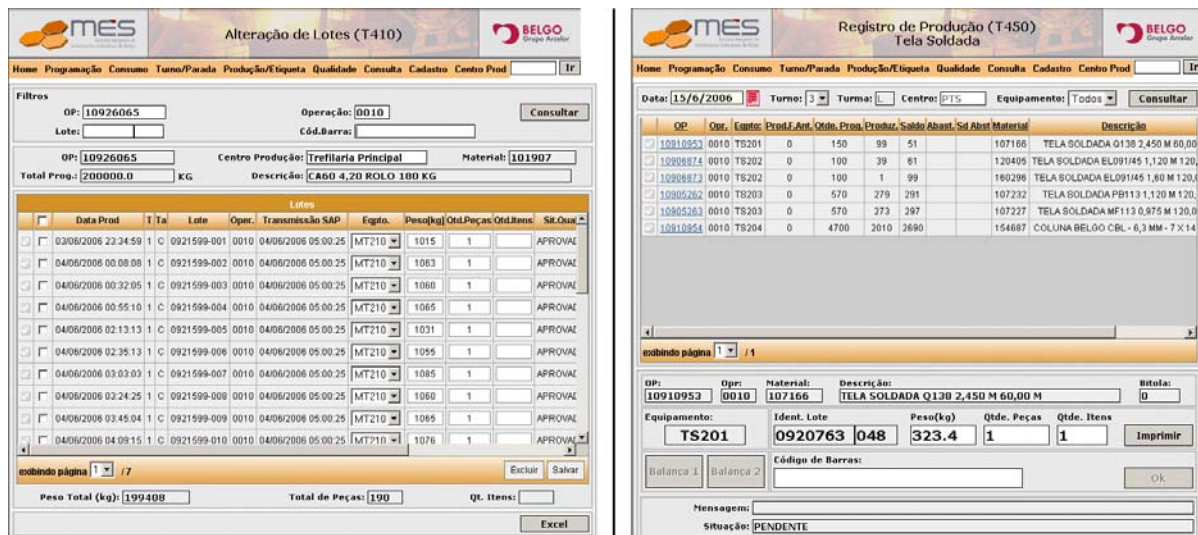 mes
Alteração de Lotes (T410)
BELGO
Grupo Arcelor
Home Programação Consumo Turno/Parada Produção/Etiqueta Qualidade Consulta Cadastro Centro Prod Ir
Filtros
OP: 10926065 Operação: 0010 Consultar
Lote: Cód.Barra:
OP: 10926065 Centro Produção: Trefilaria Principal Material: 101907
Total Prog.: 200000.0 KG Descrição: CA60 4,20 ROLO 180 KG
Lotes
Data Prod T Ta Lote Oper. Transmissão SAP Eqpto. Peso[kg] Qtd.Peças Qtd.Itens Sit.Qua
03/06/2006 23:34:59 1 C 0921599-001 0010 04/06/2006 05:00:25 MT210 1015 1 APROVAD
04/06/2006 00:08:08 1 C 0921599-002 0010 04/06/2006 05:00:25 MT210 1063 1 APROVAD
04/06/2006 00:32:05 1 C 0921599-003 0010 04/06/2006 05:00:25 MT210 1060 1 APROVAD
04/06/2006 00:55:10 1 C 0921599-004 0010 04/06/2006 05:00:25 MT210 1065 1 APROVAD
04/06/2006 02:13:13 1 C 0921599-005 0010 04/06/2006 05:00:25 MT210 1031 1 APROVAD
04/06/2006 02:35:13 1 C 0921599-006 0010 04/06/2006 05:00:25 MT210 1055 1 APROVAD
04/06/2006 03:03:03 1 C 0921599-007 0010 04/06/2006 05:00:25 MT210 1085 1 APROVAD
04/06/2006 03:24:25 1 C 0921599-008 0010 04/06/2006 05:00:25 MT210 1060 1 APROVAD
04/06/2006 03:45:04 1 C 0921599-009 0010 04/06/2006 05:00:25 MT210 1065 1 APROVAD
04/06/2006 04:09:15 1 C 0921599-010 0010 04/06/2006 05:00:25 MT210 1076 1 APROVAD
exibindo página 1 /7 Excluir Salvar
Peso Total (kg): 199408 Total de Peças: 190 Qt. Itens:
Excel
mes
Registro de Produção (T450)
Tela Soldada
BELGO
Grupo Arcelor
Home Programação Consumo Turno/Parada Produção/Etiqueta Qualidade Consulta Cadastro Centro Prod Ir
Data: 15/6/2006 Turno: 3 Turma: L Centro: PTS Equipamento: Todos Consultar
OP Opr. Eqpto: Prod.F.Ant. Qtde. Prog. Produz. Saldo Abast. Sd Abst Material Descrição
10910953 0010 TS201 0 150 99 51 107166 TELA SOLDADA Q138 2,450 M 60,00
10906874 0010 TS202 0 100 39 61 120405 TELA SOLDADA EL091/45 1,120 M 120,
10906873 0010 TS202 0 100 1 99 160296 TELA SOLDADA EL091/45 1,60 M 120,0
10905262 0010 TS203 0 570 279 291 107232 TELA SOLDADA PB113 1,120 M 120,
10905263 0010 TS203 0 570 273 297 107227 TELA SOLDADA MF113 0,975 M 120,0
10910954 0010 TS204 0 4700 2010 2690 154687 COLUNA BELGO CBL - 6,3 MM - 7 X 14
exibindo página 1 /1
OP: Opr: Material: Descrição: Bitola:
10910953 0010 107166 TELA SOLDADA Q138 2,450 M 60,00 M 0
Equipamento: Ident. Lote Peso(kg) Qtde. Peças Qtde. Itens
TS201 0920763 048 323.4 1 1 Imprimir
Código de Barras:
Balança 1 Balança 2 Ok
Mensagem:
Situação: PENDENTE